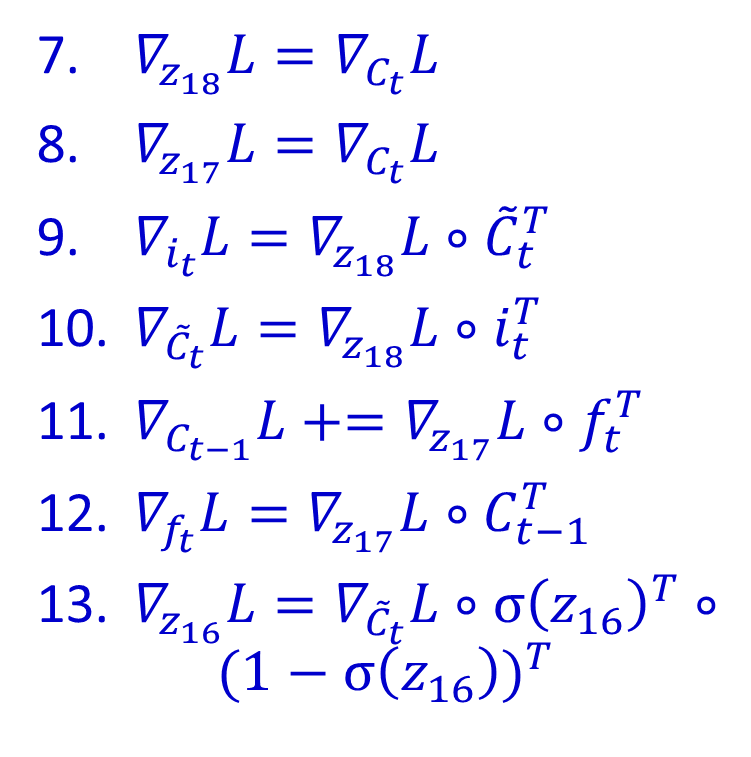 7. ∇_{z_{18}}L = ∇_{C_t}L
8. ∇_{z_{17}}L = ∇_{C_t}L
9. ∇_{i_t}L = ∇_{z_{18}}L ∘ C̃_t^T
10. ∇_{C̃_t}L = ∇_{z_{18}}L ∘ i_t^T
11. ∇_{C_{t−1}}L += ∇_{z_{17}}L ∘ f_t^T
12. ∇_{f_t}L = ∇_{z_{17}}L ∘ C_{t−1}^T
13. ∇_{z_{16}}L = ∇_{C̃_t}L ∘ σ(z_{16})^T ∘
(1 − σ(z_{16}))^T